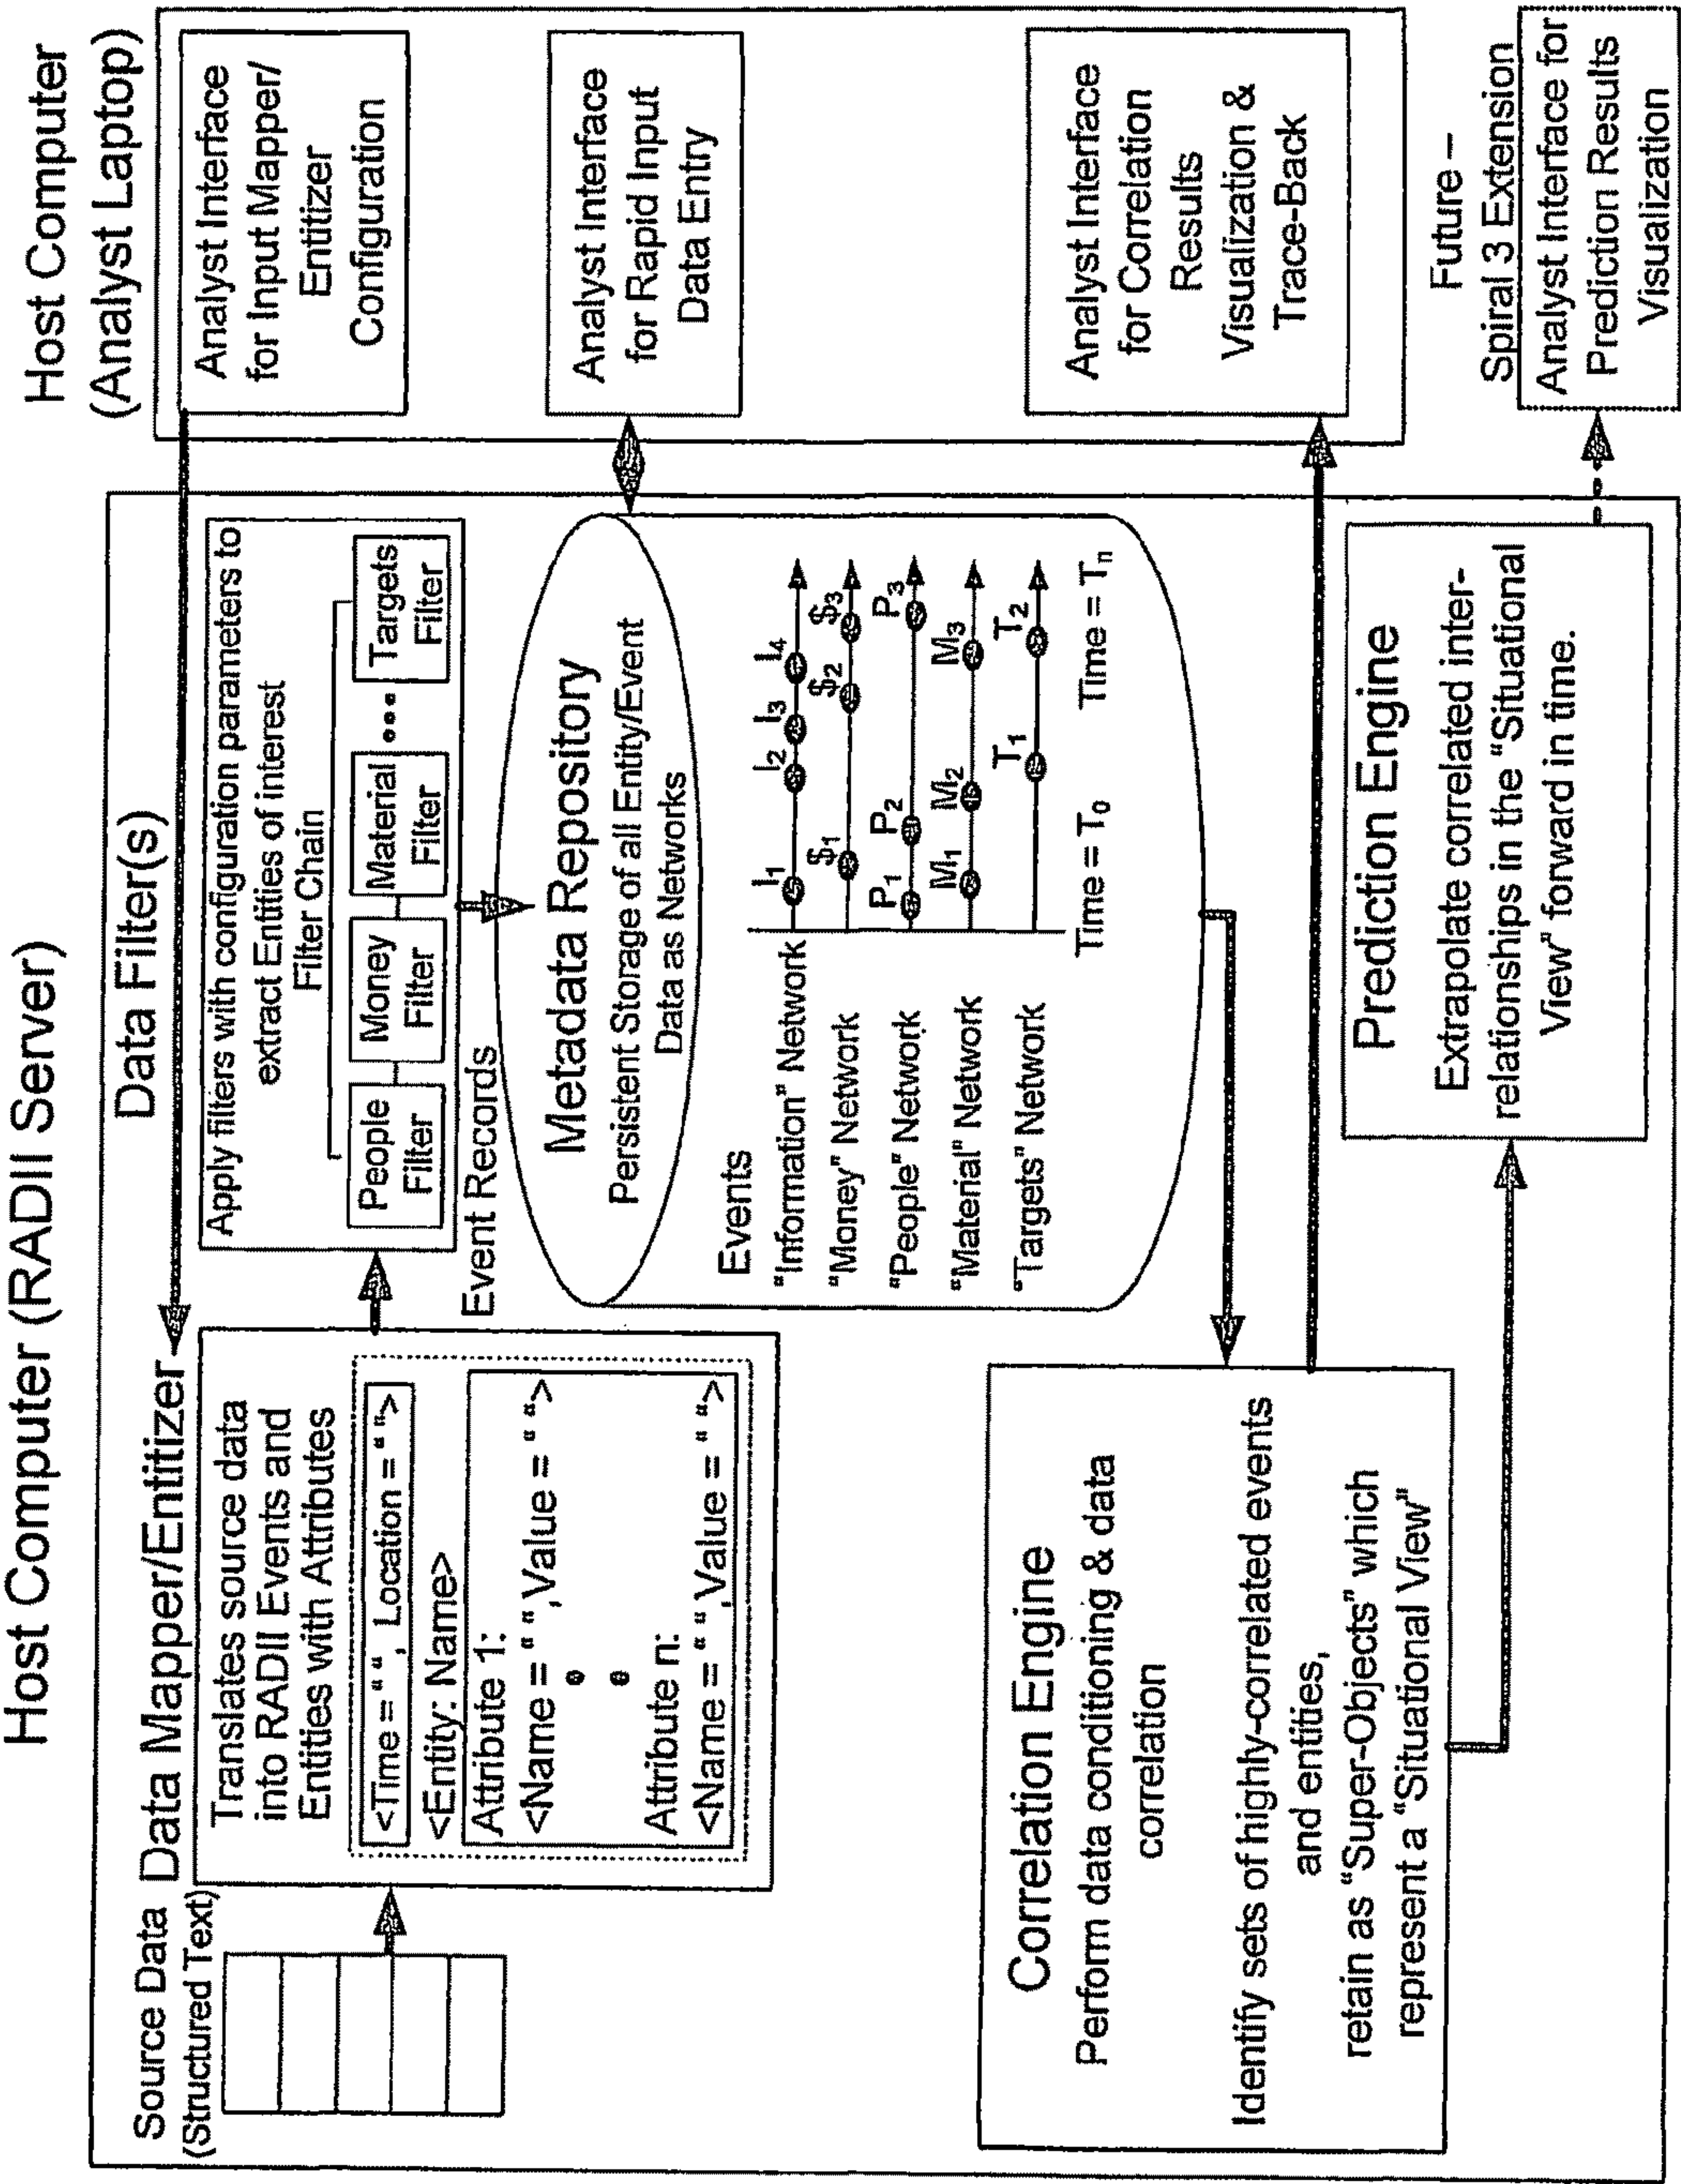 Host Computer (RADII Server)
Source Data
(Structured Text)
Data Mapper/Entitizer
Translates source data
into RADII Events and
Entities with Attributes
<Time = “ “, Location = “ “>
<Entity: Name>
Attribute 1:
<Name = “ “,Value = “ “>
Attribute n:
<Name = “ “,Value = “ “>
Data Filter(s)
Apply filters with configuration parameters to
extract Entities of interest
Filter Chain
People
Filter
Money
Filter
Material
Filter
Targets
Filter
Event Records
Metadata Repository
Persistent Storage of all Entity/Event
Data as Networks
Events
“Information” Network
I₁ I₂ I₃ I₄
“Money” Network
$₁ $₂ $₃
“People” Network
P₁ P₂ P₃
“Material” Network
M₁ M₂ M₃
“Targets” Network
T₁ T₂
Time = T₀ Time = Tₙ
Correlation Engine
Perform data conditioning & data
correlation
Identify sets of highly-correlated events
and entities,
retain as “Super-Objects” which
represent a “Situational View”
Prediction Engine
Extrapolate correlated inter-
relationships in the “Situational
View” forward in time.
Host Computer
(Analyst Laptop)
Analyst Interface
for Input Mapper/
Entitizer
Configuration
Analyst Interface
for Rapid Input
Data Entry
Analyst Interface
for Correlation
Results
Visualization &
Trace-Back
Future –
Spiral 3 Extension
Analyst Interface for
Prediction Results
Visualization